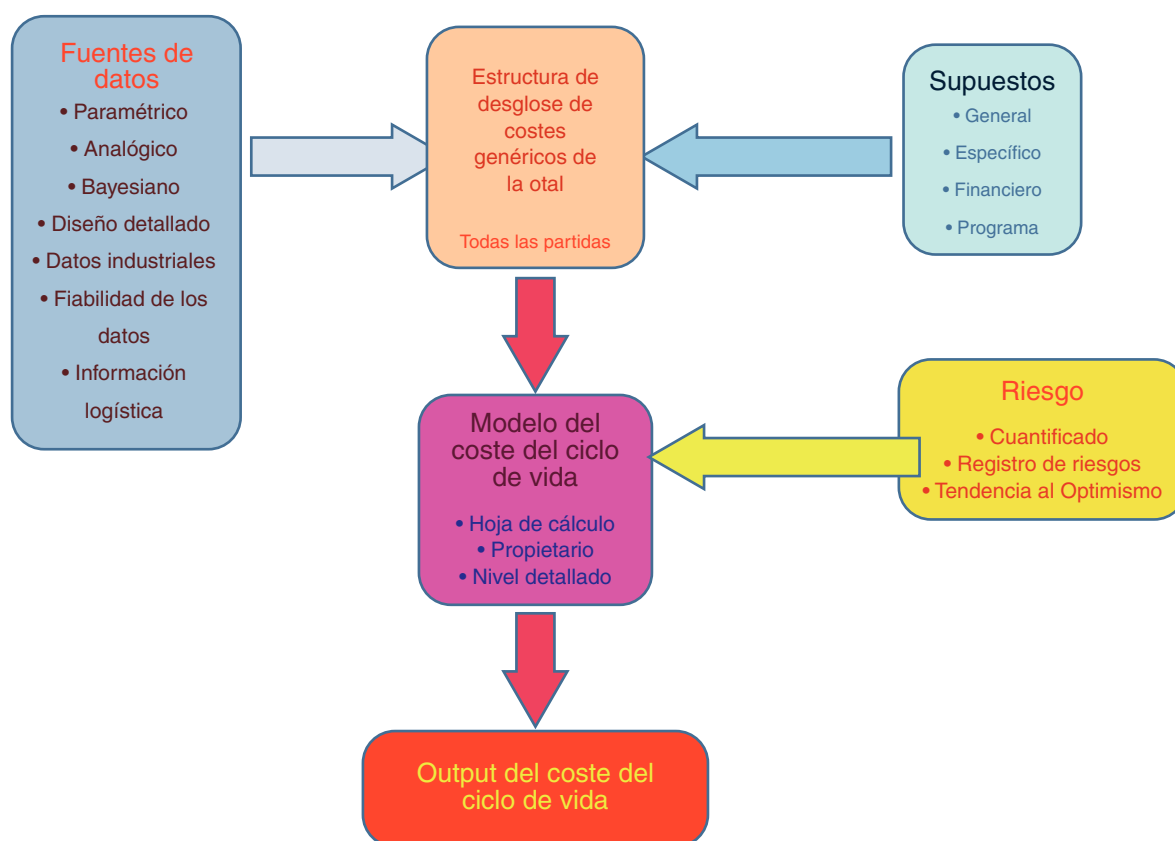 Fuentes de
datos
• Paramétrico
• Analógico
• Bayesiano
• Diseño detallado
• Datos industriales
• Fiabilidad de los
datos
• Información
logística
Estructura de
desglose de
costes
genéricos de
la otal
Todas las partidas
Supuestos
• General
• Específico
• Financiero
• Programa
Modelo del
coste del ciclo
de vida
• Hoja de cálculo
• Propietario
• Nivel detallado
Riesgo
• Cuantificado
• Registro de riesgos
• Tendencia al Optimismo
Output del coste del
ciclo de vida